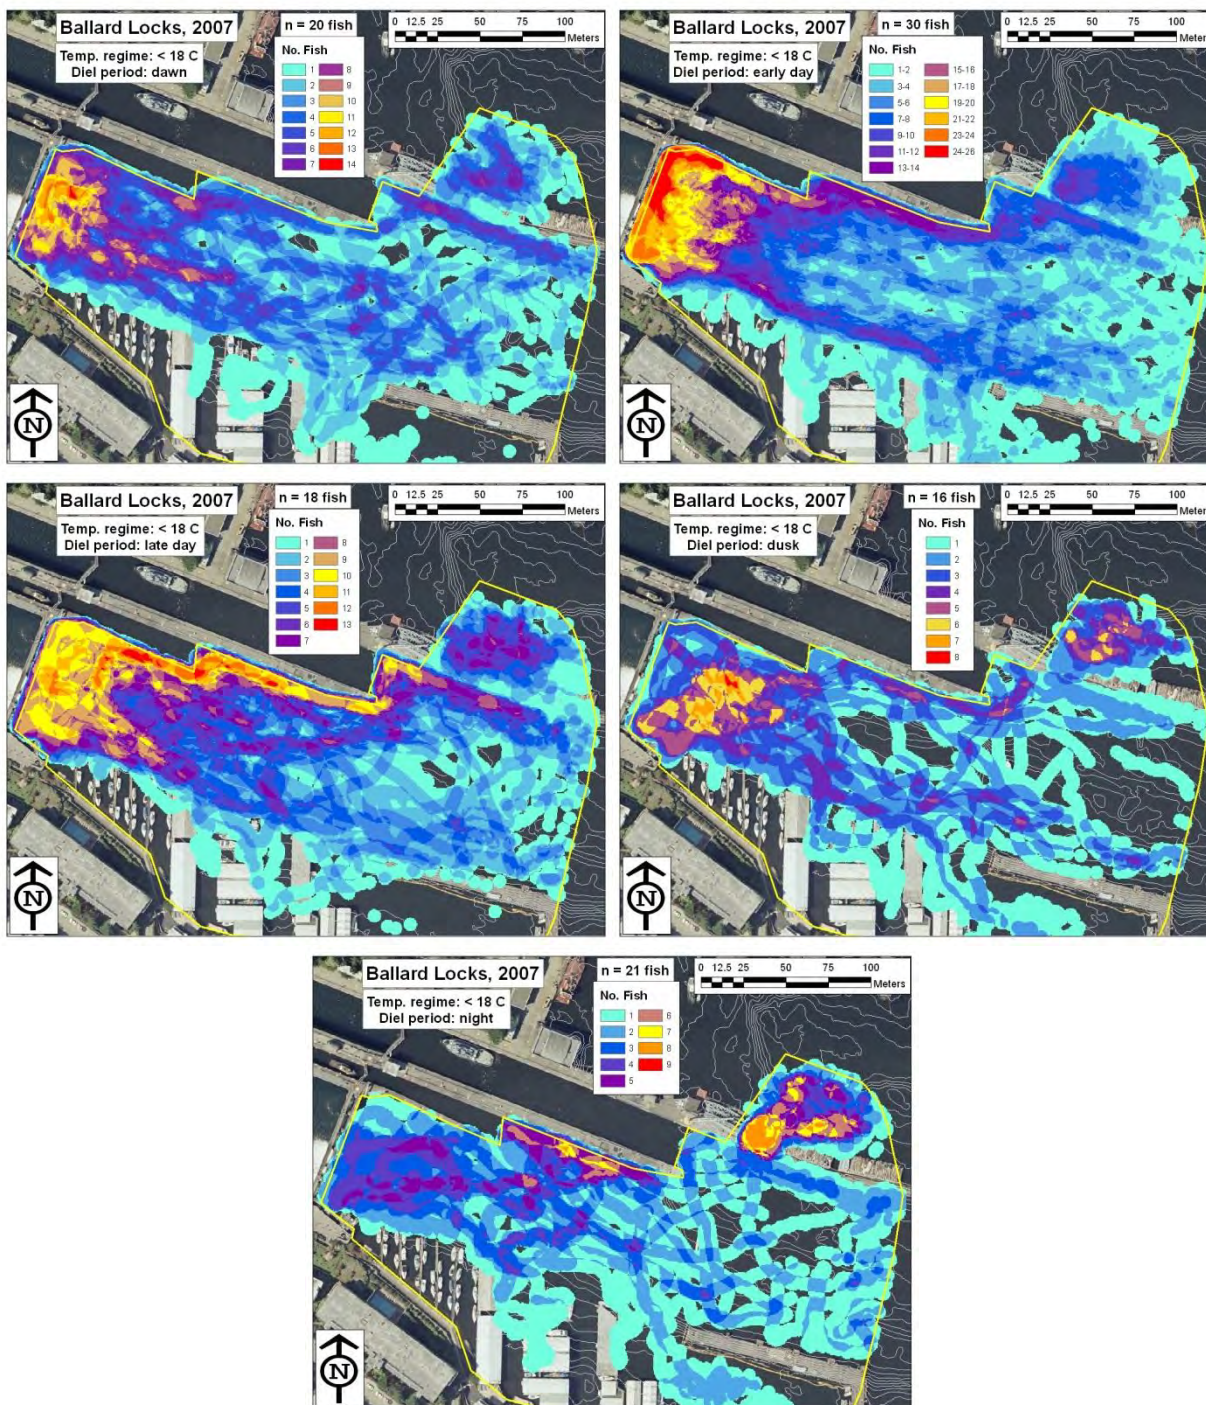 Ballard Locks, 2007
Temp. regime: < 18 C
Diel period: dawn
n = 20 fish
No. Fish
1 8
2 9
3 10
4 11
5 12
6 13
7 14
0 12.5 25 50 75 100
Meters
N
Ballard Locks, 2007
Temp. regime: < 18 C
Diel period: early day
n = 30 fish
No. Fish
1-2 15-16
3-4 17-18
5-6 19-20
7-8 21-22
9-10 23-24
11-12 24-26
13-14
0 12.5 25 50 75 100
Meters
N
Ballard Locks, 2007
Temp. regime: < 18 C
Diel period: late day
n = 18 fish
No. Fish
1 8
2 9
3 10
4 11
5 12
6 13
7
0 12.5 25 50 75 100
Meters
N
Ballard Locks, 2007
Temp. regime: < 18 C
Diel period: dusk
n = 16 fish
No. Fish
1
2
3
4
5
6
7
8
0 12.5 25 50 75 100
Meters
N
Ballard Locks, 2007
Temp. regime: < 18 C
Diel period: night
n = 21 fish
No. Fish
1 6
2 7
3 8
4 9
5
0 12.5 25 50 75 100
Meters
N